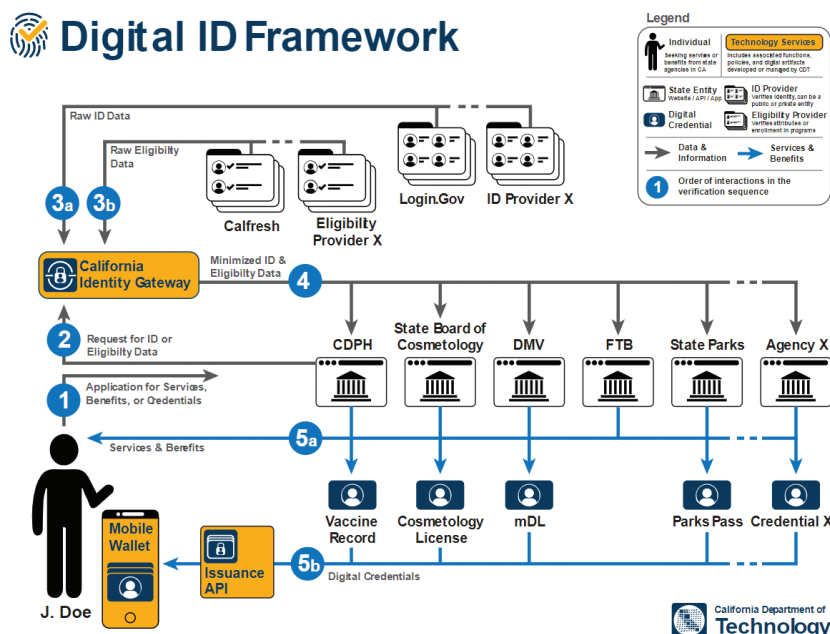 Digital ID Framework
Legend
Individual
Seeking services or
benefits from state
agencies in CA
Technology Services
Includes associated functions,
policies, and digital artifacts
developed or managed by CDT
State Entity
Website / API / App
ID Provider
Verifies identity, can be a
public or private entity
Digital
Credential
Eligibility Provider
Verifies attributes or
enrollment in programs
Data &
Information
Services &
Benefits
1
Order of interactions in the
verification sequence
Raw ID Data
Raw Eligibility
Data
3a
3b
Calfresh
Eligibilty
Provider X
Login.Gov
ID Provider X
California
Identity Gateway
Minimized ID &
Eligibilty Data
4
2
Request for ID or
Eligibilty Data
CDPH
State Board of
Cosmetology
DMV
FTB
State Parks
Agency X
1
Application for Services,
Benefits, or Credentials
5a
Services & Benefits
Vaccine
Record
Cosmetology
License
mDL
Parks Pass
Credential X
Mobile
Wallet
Issuance
API
5b
Digital Credentials
J. Doe
California Department of
Technology